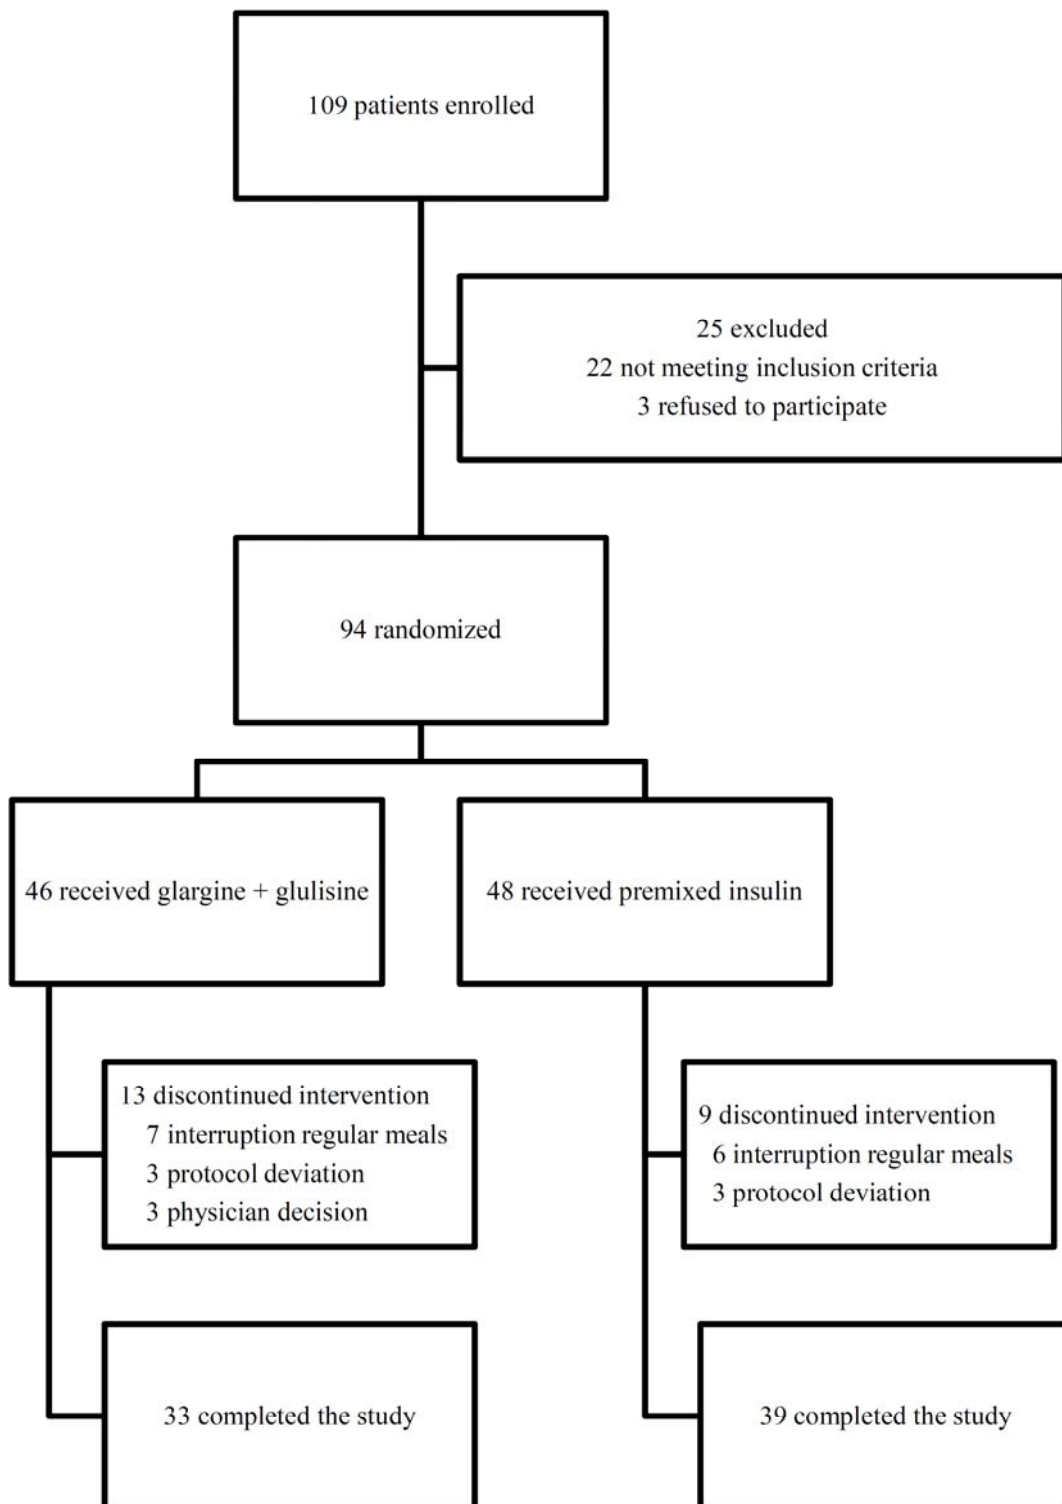 109 patients enrolled
25 excluded
22 not meeting inclusion criteria
3 refused to participate
94 randomized
46 received glargine + glulisine
48 received premixed insulin
13 discontinued intervention
7 interruption regular meals
3 protocol deviation
3 physician decision
9 discontinued intervention
6 interruption regular meals
3 protocol deviation
33 completed the study
39 completed the study